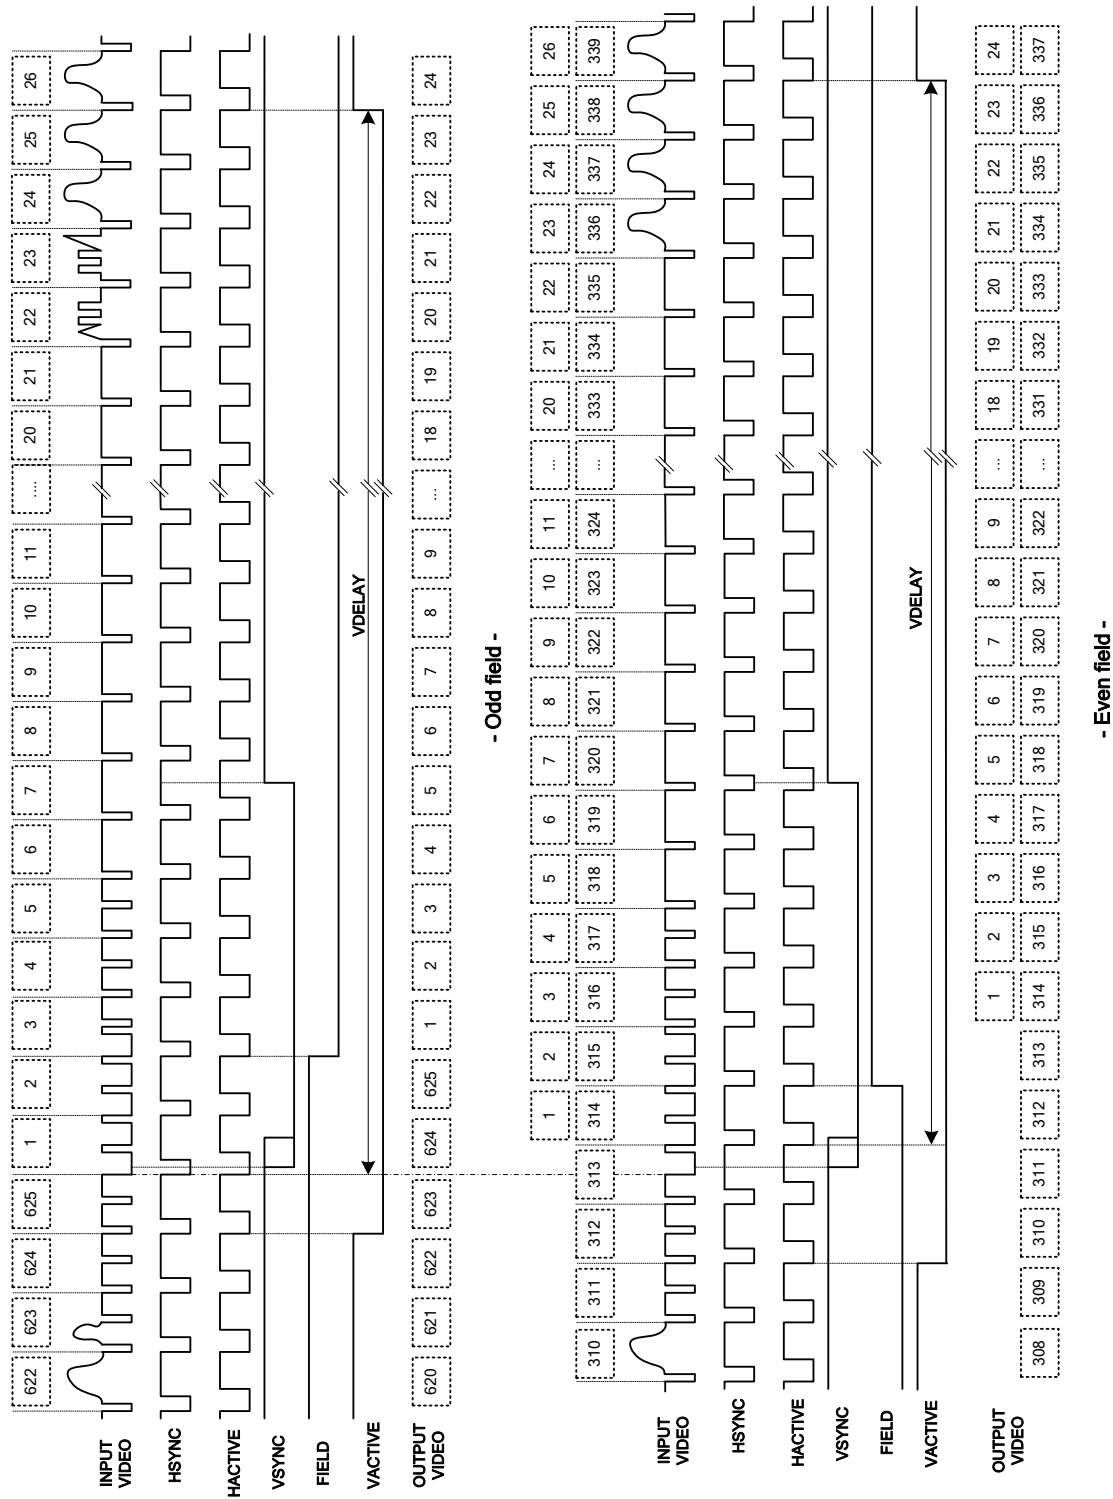 622 623 624 625 1 2 3 4 5 6 7 8 9 10 11 .... 20 21 22 23 24 25 26
INPUT
VIDEO
HSYNC
HACTIVE
VSYNC
FIELD
VDELAY
VACTIVE
OUTPUT
VIDEO
620 621 622 623 624 625 1 2 3 4 5 6 7 8 9 ... 18 19 20 21 22 23 24
- Odd field -
1 2 3 4 5 6 7 8 9 10 11 ... 20 21 22 23 24 25 26
310 311 312 313 314 315 316 317 318 319 320 321 322 323 324 ... 333 334 335 336 337 338 339
INPUT
VIDEO
HSYNC
HACTIVE
VSYNC
FIELD
VDELAY
VACTIVE
OUTPUT
VIDEO
1 2 3 4 5 6 7 8 9 ... 18 19 20 21 22 23 24
308 309 310 311 312 313 314 315 316 317 318 319 320 321 322 ... 331 332 333 334 335 336 337
- Even field -